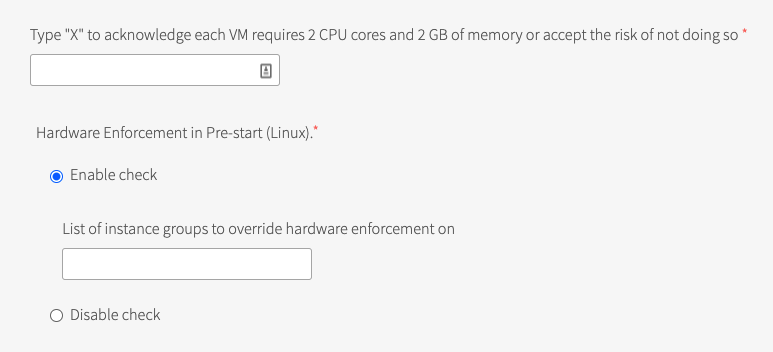 Type "X" to acknowledge each VM requires 2 CPU cores and 2 GB of memory or accept the risk of not doing so *
Hardware Enforcement in Pre-start (Linux).*
Enable check
List of instance groups to override hardware enforcement on
Disable check